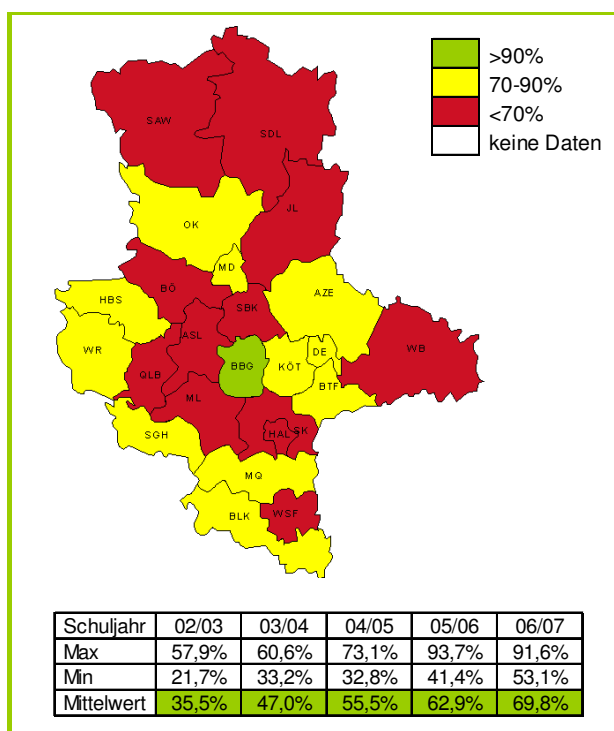 >90%
70-90%
<70%
keine Daten
SAW
SDL
JL
OK
MD
BÖ
HBS
AZE
SBK
ASL
WR
BBG
KÖT
DE
WB
QLB
BTF
ML
SGH
HAL
SK
MQ
BLK
WSF
Schuljahr 02/03 03/04 04/05 05/06 06/07
Max 57,9% 60,6% 73,1% 93,7% 91,6%
Min 21,7% 33,2% 32,8% 41,4% 53,1%
Mittelwert 35,5% 47,0% 55,5% 62,9% 69,8%